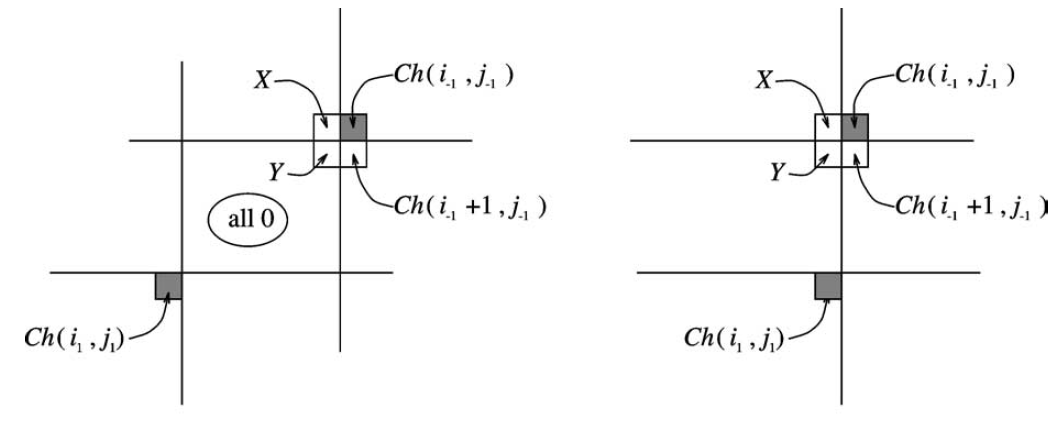 X
Ch(i₋₁ , j₋₁ )
Y
Ch(i₋₁ +1 , j₋₁ )
all 0
Ch(i₁ , j₁)
X
Ch(i₋₁ , j₋₁ )
Y
Ch(i₋₁ +1 , j₋₁ )
Ch(i₁ , j₁)